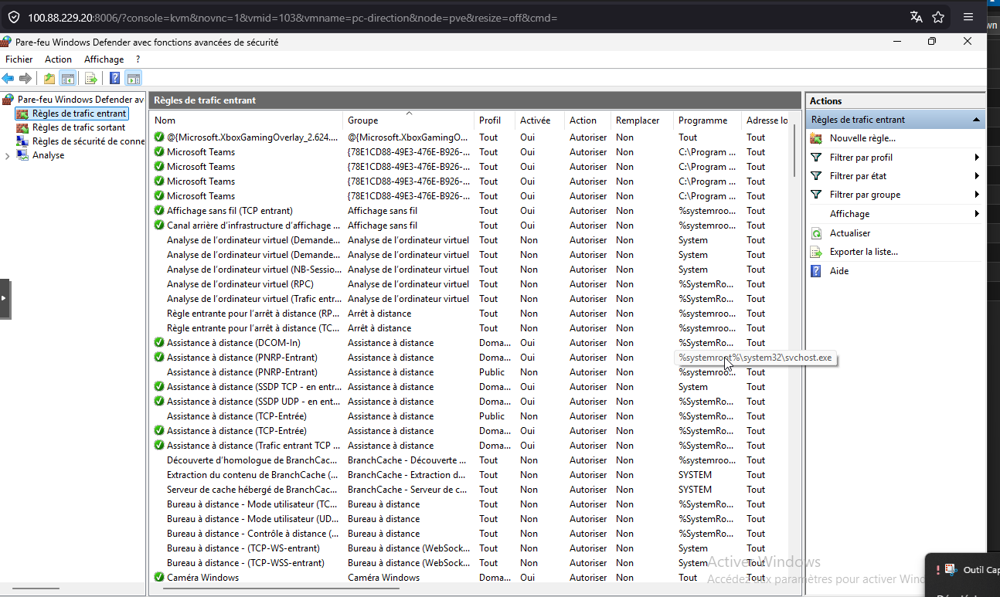 100.88.229.20:8006/?console=kvm&novnc=1&vmid=103&vmname=pc-direction&node=pve&resize=off&cmd=
Pare-feu Windows Defender avec fonctions avancées de sécurité
Fichier Action Affichage ?
Pare-feu Windows Defender av
Règles de trafic entrant
Règles de trafic sortant
Règles de sécurité de conne
Analyse
Règles de trafic entrant
Nom Groupe Profil Activée Action Remplacer Programme Adresse lo
@{Microsoft.XboxGamingOverlay_2.624.... @{Microsoft.XboxGamingO... Tout Oui Autoriser Non Tout Tout
Microsoft Teams {78E1CD88-49E3-476E-B926-... Tout Oui Autoriser Non C:\Program ... Tout
Microsoft Teams {78E1CD88-49E3-476E-B926-... Tout Oui Autoriser Non C:\Program ... Tout
Microsoft Teams {78E1CD88-49E3-476E-B926-... Tout Oui Autoriser Non C:\Program ... Tout
Microsoft Teams {78E1CD88-49E3-476E-B926-... Tout Oui Autoriser Non C:\Program ... Tout
Affichage sans fil (TCP entrant) Affichage sans fil Tout Oui Autoriser Non %systemroo... Tout
Canal arrière d'infrastructure d'affichage ... Affichage sans fil Tout Oui Autoriser Non %systemroo... Tout
Analyse de l'ordinateur virtuel (Demande... Analyse de l'ordinateur virtuel Tout Non Autoriser Non System Tout
Analyse de l'ordinateur virtuel (Demande... Analyse de l'ordinateur virtuel Tout Non Autoriser Non System Tout
Analyse de l'ordinateur virtuel (NB-Sessio... Analyse de l'ordinateur virtuel Tout Non Autoriser Non System Tout
Analyse de l'ordinateur virtuel (RPC) Analyse de l'ordinateur virtuel Tout Non Autoriser Non %SystemRo... Tout
Analyse de l'ordinateur virtuel (Trafic entr... Analyse de l'ordinateur virtuel Tout Non Autoriser Non %SystemRo... Tout
Règle entrante pour l'arrêt à distance (RP... Arrêt à distance Tout Non Autoriser Non %systemroo... Tout
Règle entrante pour l'arrêt à distance (TC... Arrêt à distance Tout Non Autoriser Non %systemroo... Tout
Assistance à distance (DCOM-In) Assistance à distance Doma... Oui Autoriser Non %SystemRo... Tout
Assistance à distance (PNRP-Entrant) Assistance à distance Doma... Oui Autoriser Non %systemroot%\system32\svchost.exe
Assistance à distance (PNRP-Entrant) Assistance à distance Public Non Autoriser Non %systemroo... Tout
Assistance à distance (SSDP TCP - en entr... Assistance à distance Doma... Oui Autoriser Non System Tout
Assistance à distance (SSDP UDP - en ent... Assistance à distance Doma... Oui Autoriser Non %SystemRo... Tout
Assistance à distance (TCP-Entrée) Assistance à distance Public Non Autoriser Non %SystemRo... Tout
Assistance à distance (TCP-Entrée) Assistance à distance Doma... Oui Autoriser Non %SystemRo... Tout
Assistance à distance (Trafic entrant TCP ... Assistance à distance Doma... Oui Autoriser Non %SystemRo... Tout
Découverte d'homologue de BranchCac... BranchCache - Découverte ... Tout Non Autoriser Non %systemroo... Tout
Extraction du contenu de BranchCache (... BranchCache - Extraction d... Tout Non Autoriser Non SYSTEM Tout
Serveur de cache hébergé de BranchCac... BranchCache - Serveur de c... Tout Non Autoriser Non SYSTEM Tout
Bureau à distance - Mode utilisateur (TC... Bureau à distance Tout Non Autoriser Non %SystemRo... Tout
Bureau à distance - Mode utilisateur (UD... Bureau à distance Tout Non Autoriser Non %SystemRo... Tout
Bureau à distance - Contrôle à distance (... Bureau à distance Tout Non Autoriser Non %SystemRo... Tout
Bureau à distance - (TCP-WS-entrant) Bureau à distance (WebSock... Tout Non Autoriser Non System Tout
Bureau à distance - (TCP-WSS-entrant) Bureau à distance (WebSock... Tout Non Autoriser Non System Tout
Caméra Windows Caméra Windows Doma... Oui Autoriser Non Tout Tout
Actions
Règles de trafic entrant
Nouvelle règle...
Filtrer par profil
Filtrer par état
Filtrer par groupe
Affichage
Actualiser
Exporter la liste...
Aide
Activer Windows
Accédez aux paramètres pour activer Wind
wn
Outil Cap